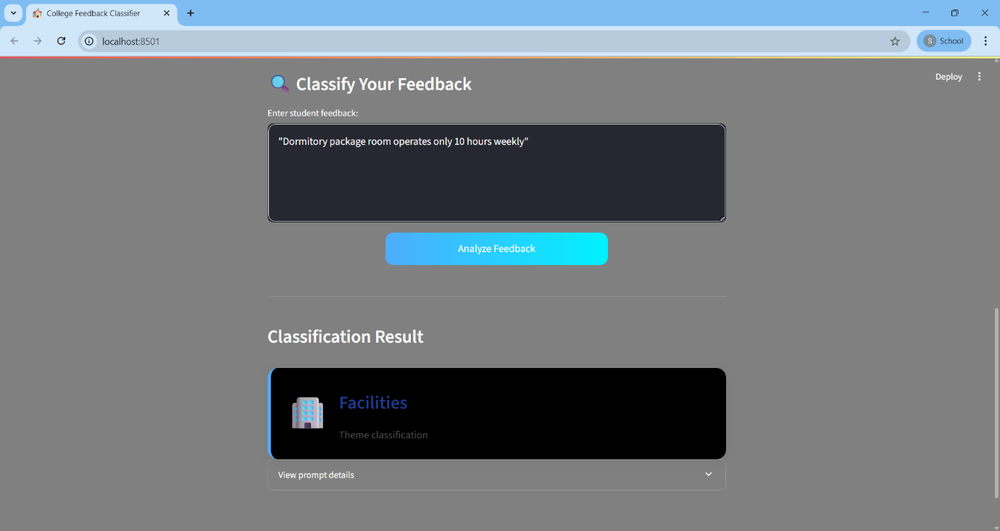 College Feedback Classifier
localhost:8501
S School
Deploy
Classify Your Feedback
Enter student feedback:
"Dormitory package room operates only 10 hours weekly"
Analyze Feedback
Classification Result
Facilities
Theme classification
View prompt details